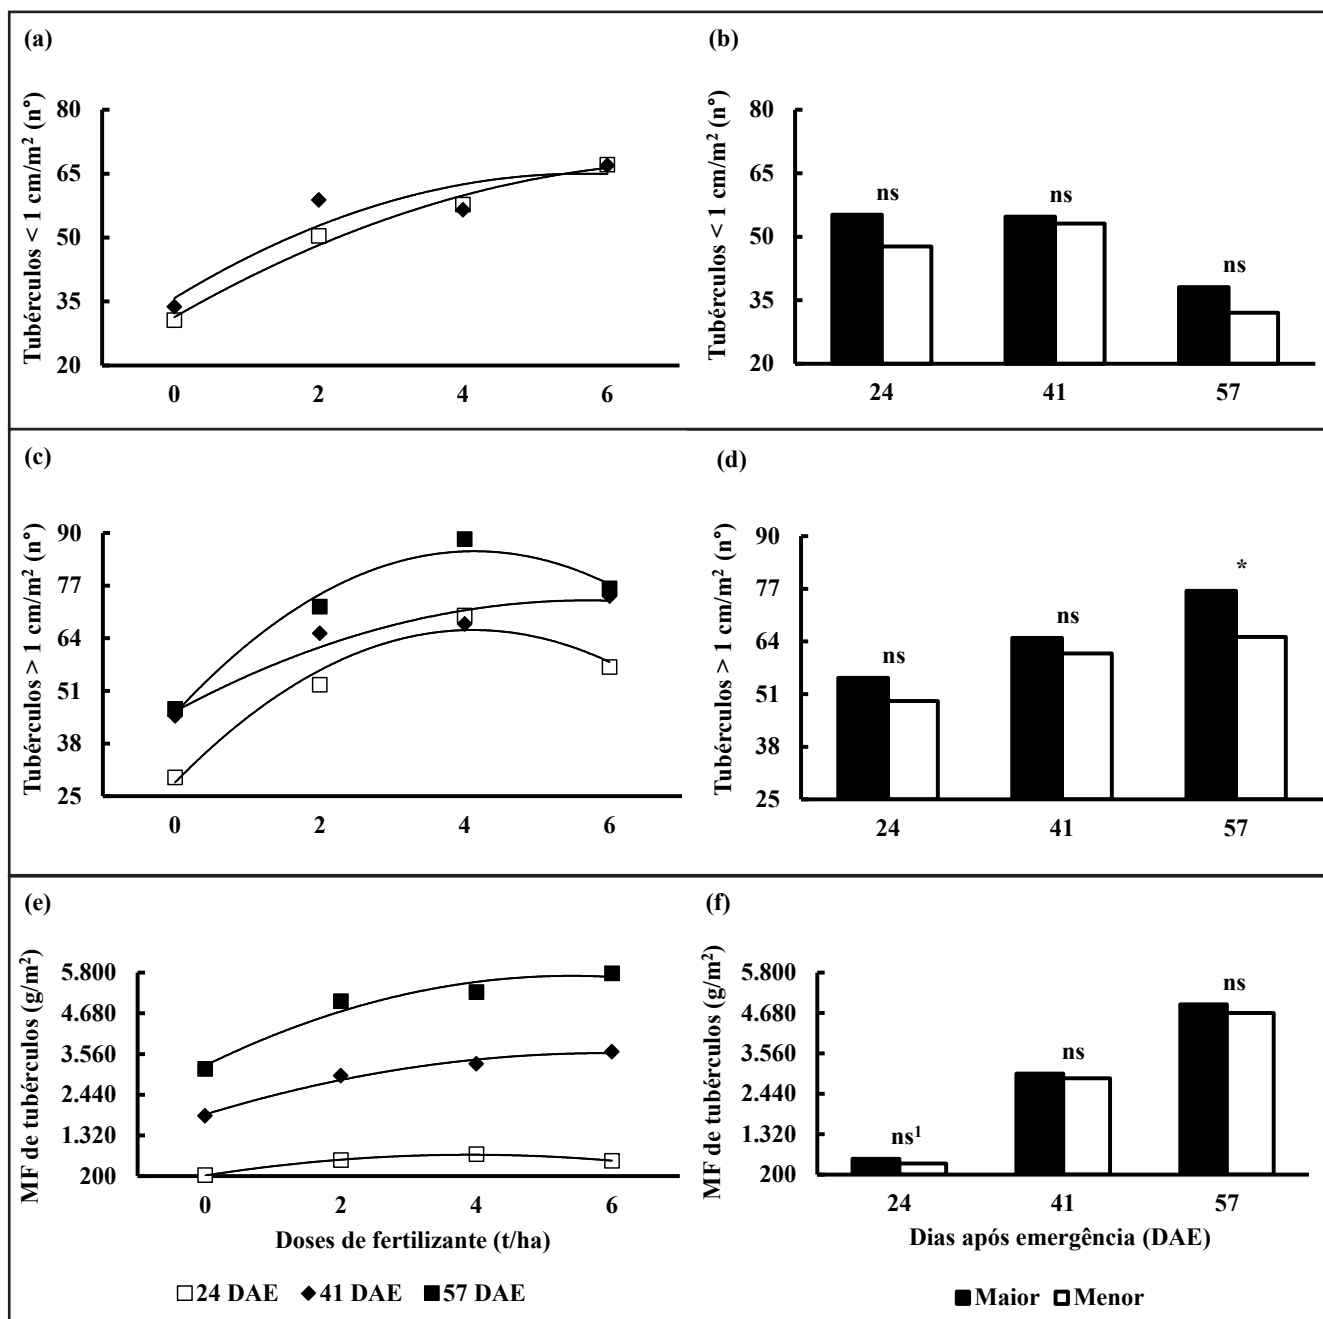 (a)
Tubérculos < 1 cm/m² (n°)
80
65
50
35
20
0 2 4 6
(b)
Tubérculos < 1 cm/m² (n°)
80
65
50
35
20
ns ns ns
24 41 57
(c)
Tubérculos > 1 cm/m² (n°)
90
77
64
51
38
25
0 2 4 6
(d)
Tubérculos > 1 cm/m² (n°)
90
77
64
51
38
25
ns ns *
24 41 57
(e)
MF de tubérculos (g/m²)
5.800
4.680
3.560
2.440
1.320
200
0 2 4 6
Doses de fertilizante (t/ha)
24 DAE 41 DAE 57 DAE
(f)
MF de tubérculos (g/m²)
5.800
4.680
3.560
2.440
1.320
200
ns¹ ns ns
24 41 57
Dias após emergência (DAE)
Maior Menor